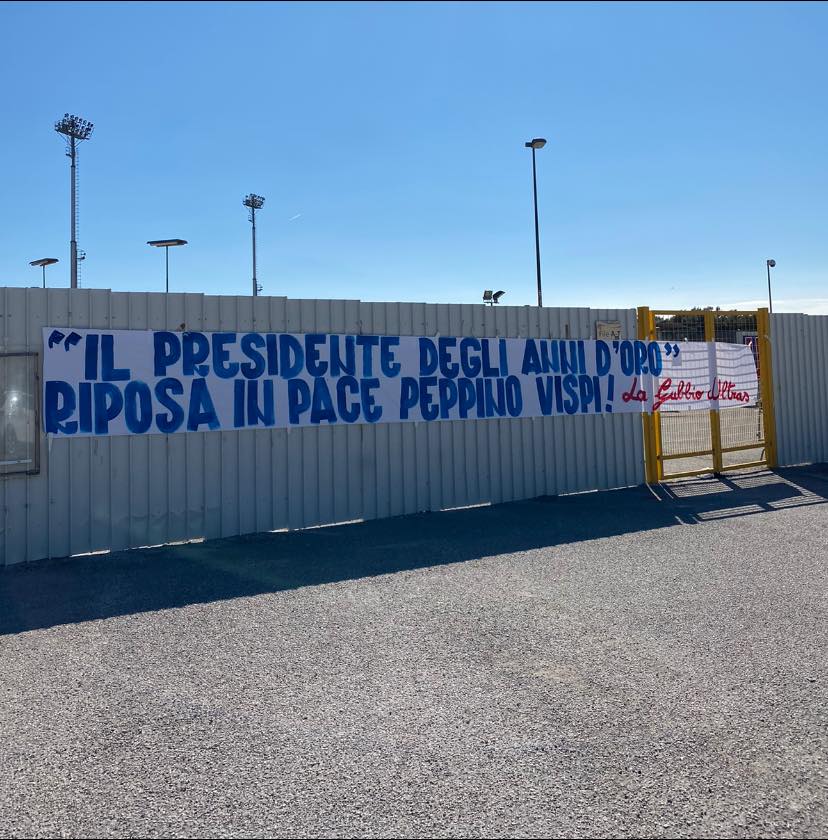 "IL PRESIDENTE DEGLI ANNI D'ORO"
RIPOSA IN PACE PEPPINO VISPI!
La Gubbio Ultras